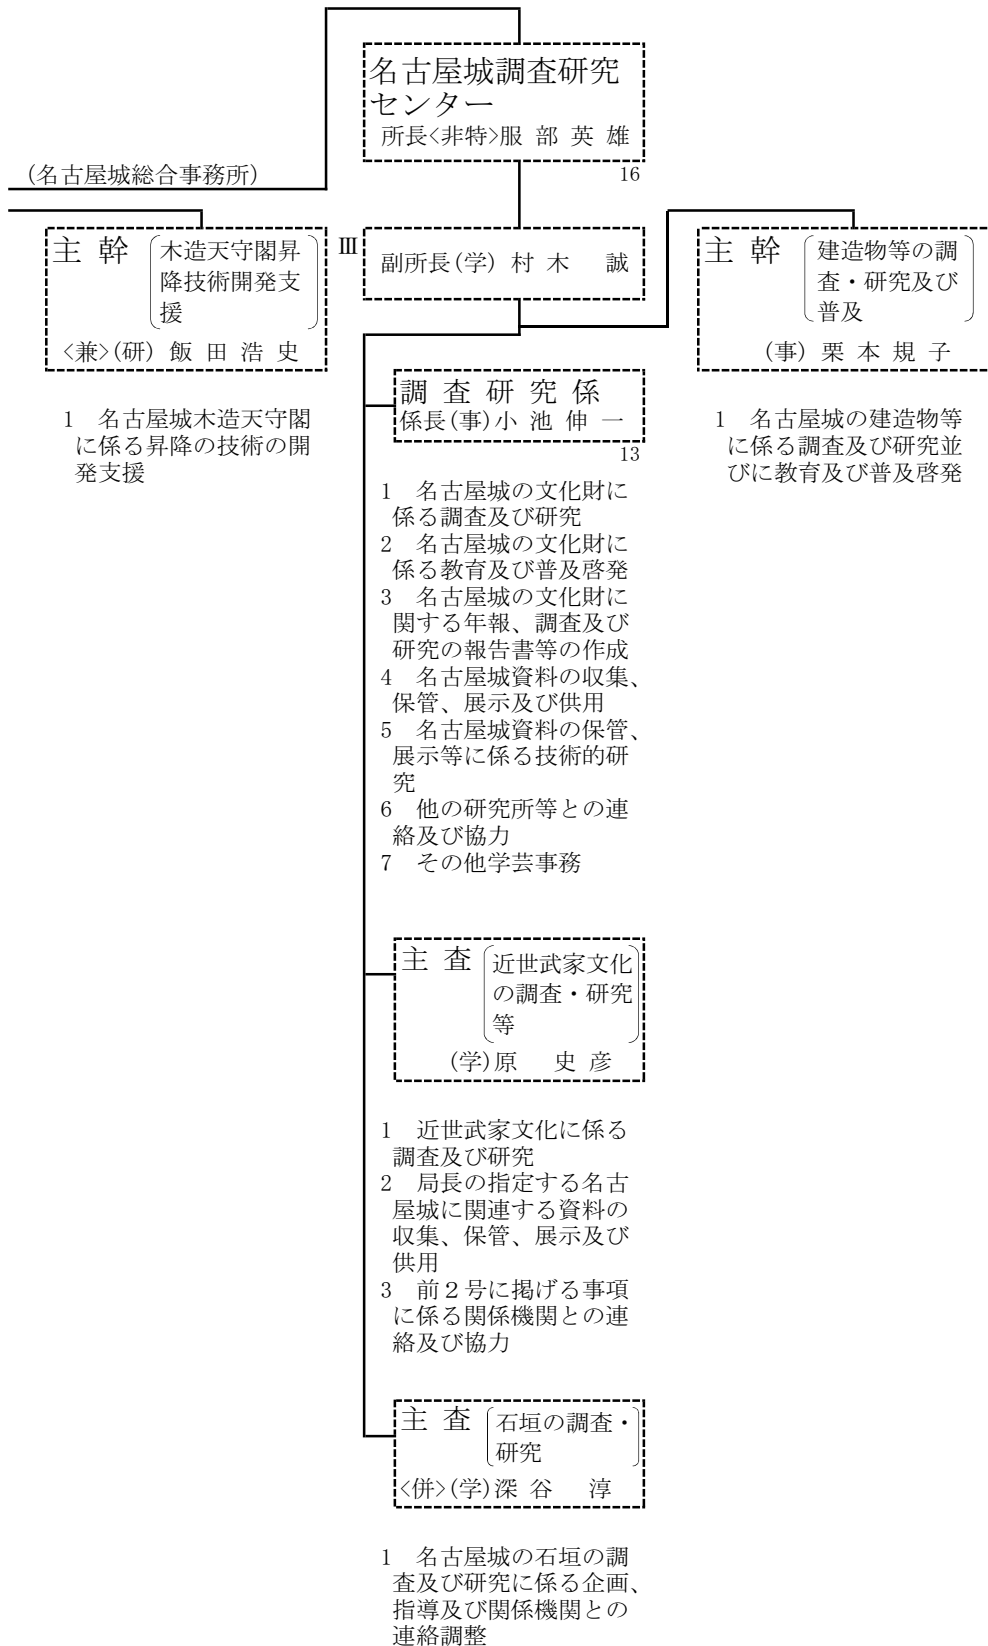 名古屋城調査研究
センター
所長<非特>服 部 英 雄
16
(名古屋城総合事務所)
主 幹
木造天守閣昇
降技術開発支
援
<兼>(研) 飯 田 浩 史
1 名古屋城木造天守閣
に係る昇降の技術の開
発支援
Ⅲ
副所長(学) 村 木 誠
主 幹
建造物等の調
査・研究及び
普及
(事) 栗 本 規 子
1 名古屋城の建造物等
に係る調査及び研究並
びに教育及び普及啓発
調 査 研 究 係
係長(事)小 池 伸 一
13
1 名古屋城の文化財に
係る調査及び研究
2 名古屋城の文化財に
係る教育及び普及啓発
3 名古屋城の文化財に
関する年報、調査及び
研究の報告書等の作成
4 名古屋城資料の収集、
保管、展示及び供用
5 名古屋城資料の保管、
展示等に係る技術的研
究
6 他の研究所等との連
絡及び協力
7 その他学芸事務
主 査
近世武家文化
の調査・研究
等
(学)原 史 彦
1 近世武家文化に係る
調査及び研究
2 局長の指定する名古
屋城に関連する資料の
収集、保管、展示及び
供用
3 前2号に掲げる事項
に係る関係機関との連
絡及び協力
主 査
石垣の調査・
研究
<併>(学)深 谷 淳
1 名古屋城の石垣の調
査及び研究に係る企画、
指導及び関係機関との
連絡調整